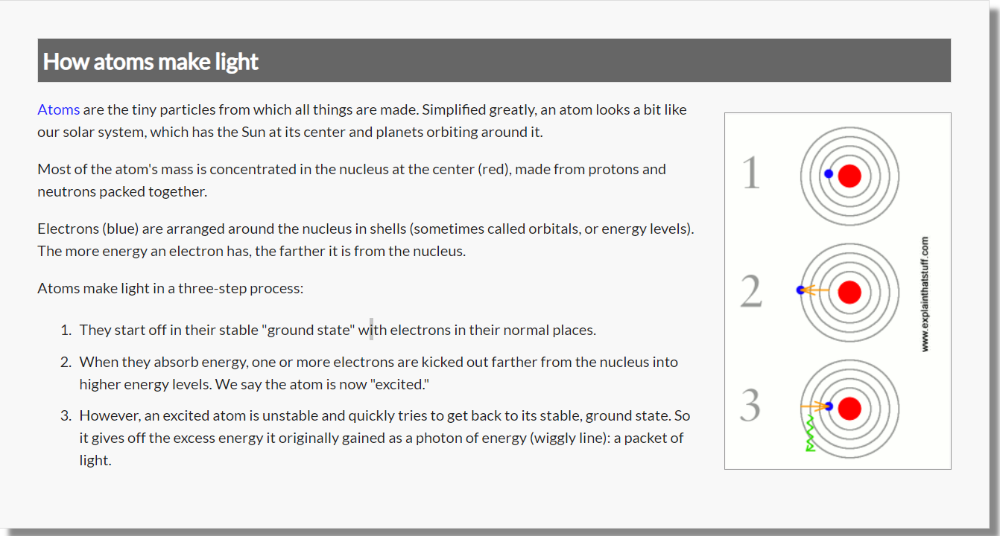 How atoms make light
Atoms are the tiny particles from which all things are made. Simplified greatly, an atom looks a bit like
our solar system, which has the Sun at its center and planets orbiting around it.
Most of the atom's mass is concentrated in the nucleus at the center (red), made from protons and
neutrons packed together.
Electrons (blue) are arranged around the nucleus in shells (sometimes called orbitals, or energy levels).
The more energy an electron has, the farther it is from the nucleus.
Atoms make light in a three-step process:
1. They start off in their stable "ground state" with electrons in their normal places.
2. When they absorb energy, one or more electrons are kicked out farther from the nucleus into
higher energy levels. We say the atom is now "excited."
3. However, an excited atom is unstable and quickly tries to get back to its stable, ground state. So
it gives off the excess energy it originally gained as a photon of energy (wiggly line): a packet of
light.
1
2
3
www.explainthatstuff.com